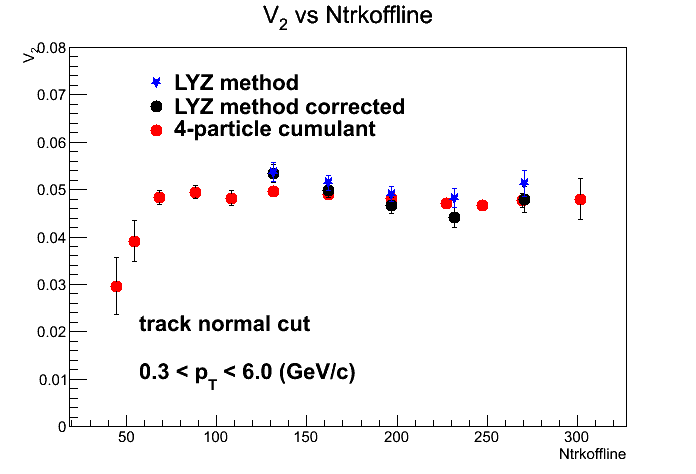 V2 vs Ntrkoffline
V2
0.08
0.07
0.06
0.05
0.04
0.03
0.02
0.01
0
LYZ method
LYZ method corrected
4-particle cumulant
track normal cut
0.3 < pT < 6.0 (GeV/c)
50 100 150 200 250 300
Ntrkoffline